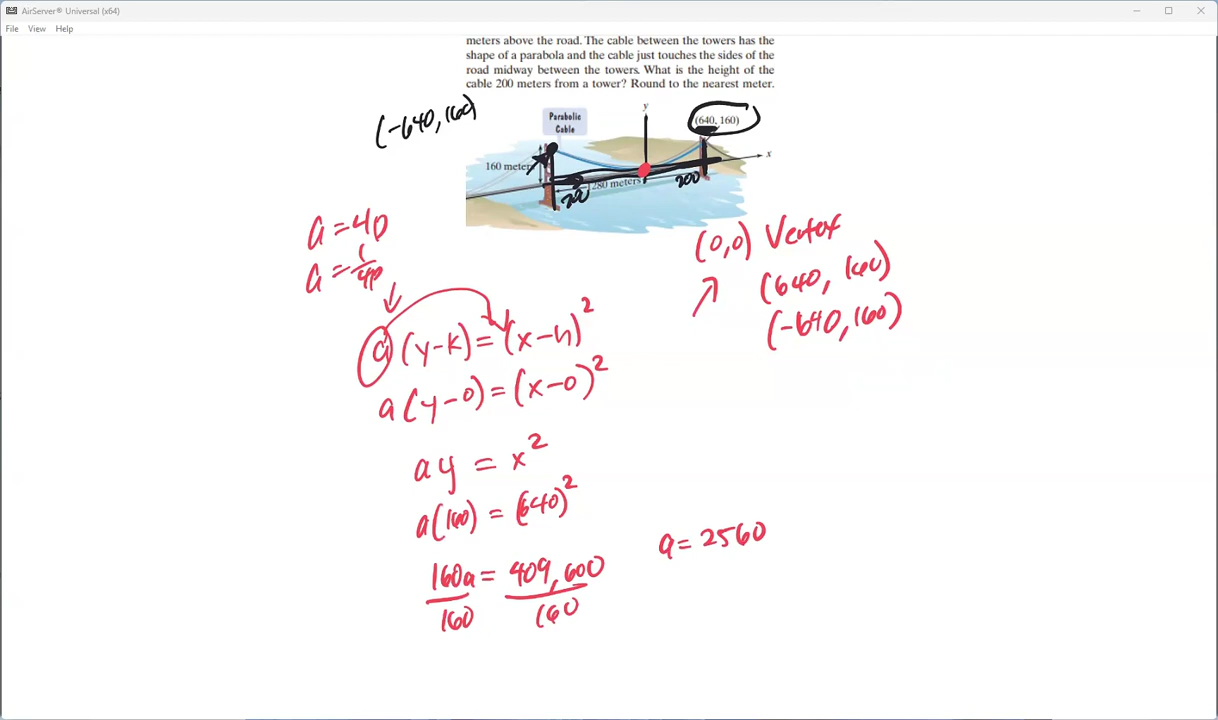 AirServer® Universal (x64)
File View Help
meters above the road. The cable between the towers has the
shape of a parabola and the cable just touches the sides of the
road midway between the towers. What is the height of the
cable 200 meters from a tower? Round to the nearest meter.
(-640, 160)
Parabolic
Cable
y
(640, 160)
x
160 meters
280 meters
200
200
a = 4p
a = 1/4p
(0,0) Vertex
(640, 160)
(-640, 160)
a(y-k) = (x-h)²
a(y-0) = (x-0)²
ay = x²
a(160) = (640)²
a = 2560
160a = 409,600
160 160